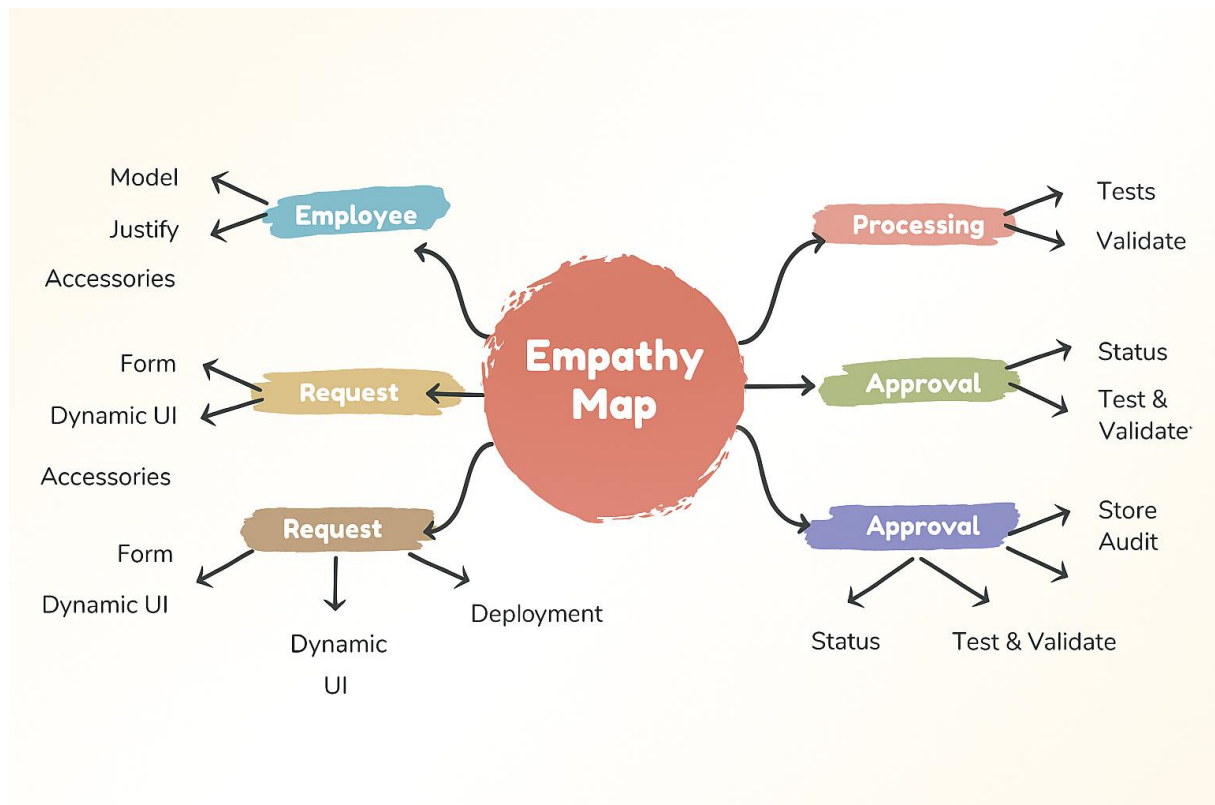 Empathy
Map
Employee
Model
Justify
Accessories
Request
Form
Dynamic UI
Accessories
Request
Form
Dynamic UI
Dynamic
UI
Deployment
Processing
Tests
Validate
Approval
Status
Test &
Validate
Approval
Store
Audit
Status
Test & Validate